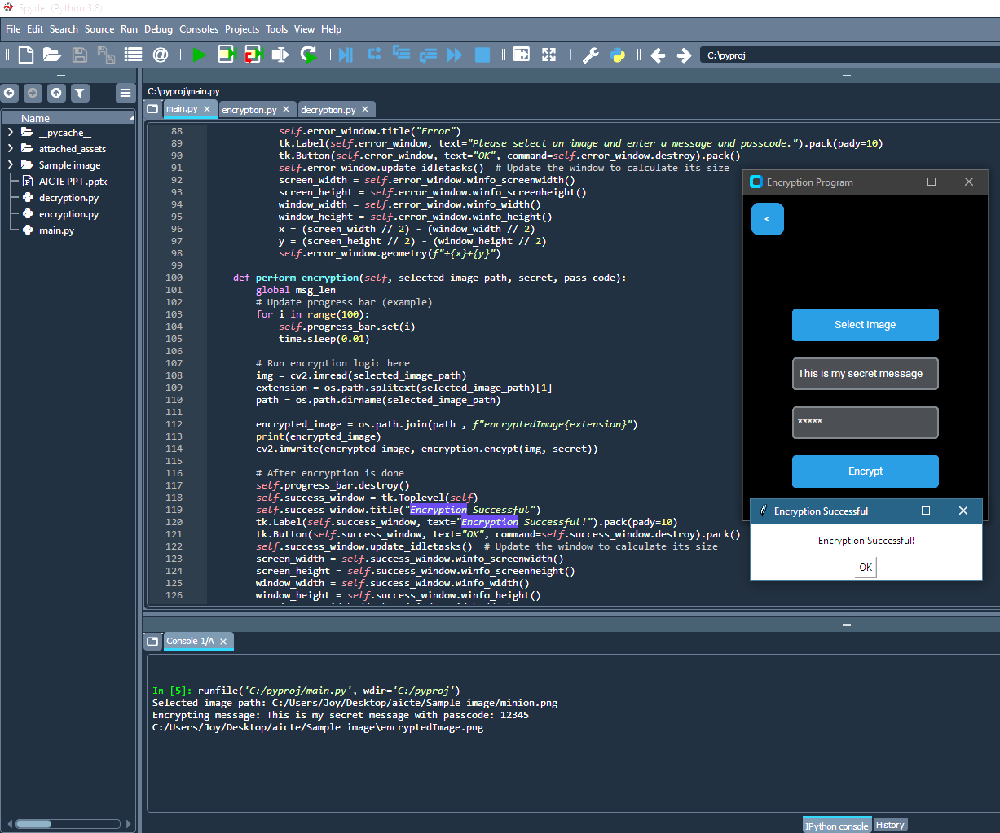 Spyder (Python 3.8)
File Edit Search Source Run Debug Consoles Projects Tools View Help
C:\pyproj
C:\pyproj\main.py
main.py encryption.py decryption.py
Name
__pycache__
attached_assets
Sample image
AICTE PPT .pptx
decryption.py
encryption.py
main.py
88 self.error_window.title("Error")
89 tk.Label(self.error_window, text="Please select an image and enter a message and passcode.").pack(pady=10)
90 tk.Button(self.error_window, text="OK", command=self.error_window.destroy).pack()
91 self.error_window.update_idletasks()  # Update the window to calculate its size
92 screen_width = self.error_window.winfo_screenwidth()
93 screen_height = self.error_window.winfo_screenheight()
94 window_width = self.error_window.winfo_width()
95 window_height = self.error_window.winfo_height()
96 x = (screen_width // 2) - (window_width // 2)
97 y = (screen_height // 2) - (window_height // 2)
98 self.error_window.geometry(f"+{x}+{y}")
99
100 def perform_encryption(self, selected_image_path, secret, pass_code):
101 global msg_len
102 # Update progress bar (example)
103 for i in range(100):
104 self.progress_bar.set(i)
105 time.sleep(0.01)
106
107 # Run encryption logic here
108 img = cv2.imread(selected_image_path)
109 extension = os.path.splitext(selected_image_path)[1]
110 path = os.path.dirname(selected_image_path)
111
112 encrypted_image = os.path.join(path , f"encryptedImage{extension}")
113 print(encrypted_image)
114 cv2.imwrite(encrypted_image, encryption.encypt(img, secret))
115
116 # After encryption is done
117 self.progress_bar.destroy()
118 self.success_window = tk.Toplevel(self)
119 self.success_window.title("Encryption Successful")
120 tk.Label(self.success_window, text="Encryption Successful!").pack(pady=10)
121 tk.Button(self.success_window, text="OK", command=self.success_window.destroy).pack()
122 self.success_window.update_idletasks()  # Update the window to calculate its size
123 screen_width = self.success_window.winfo_screenwidth()
124 screen_height = self.success_window.winfo_screenheight()
125 window_width = self.success_window.winfo_width()
126 window_height = self.success_window.winfo_height()
Encryption Program
<
Select Image
This is my secret message
*****
Encrypt
Encryption Successful
Encryption Successful!
OK
Console 1/A
In [5]: runfile('C:/pyproj/main.py', wdir='C:/pyproj')
Selected image path: C:/Users/Joy/Desktop/aicte/Sample image/minion.png
Encrypting message: This is my secret message with passcode: 12345
C:/Users/Joy/Desktop/aicte/Sample image\encryptedImage.png
IPython console History